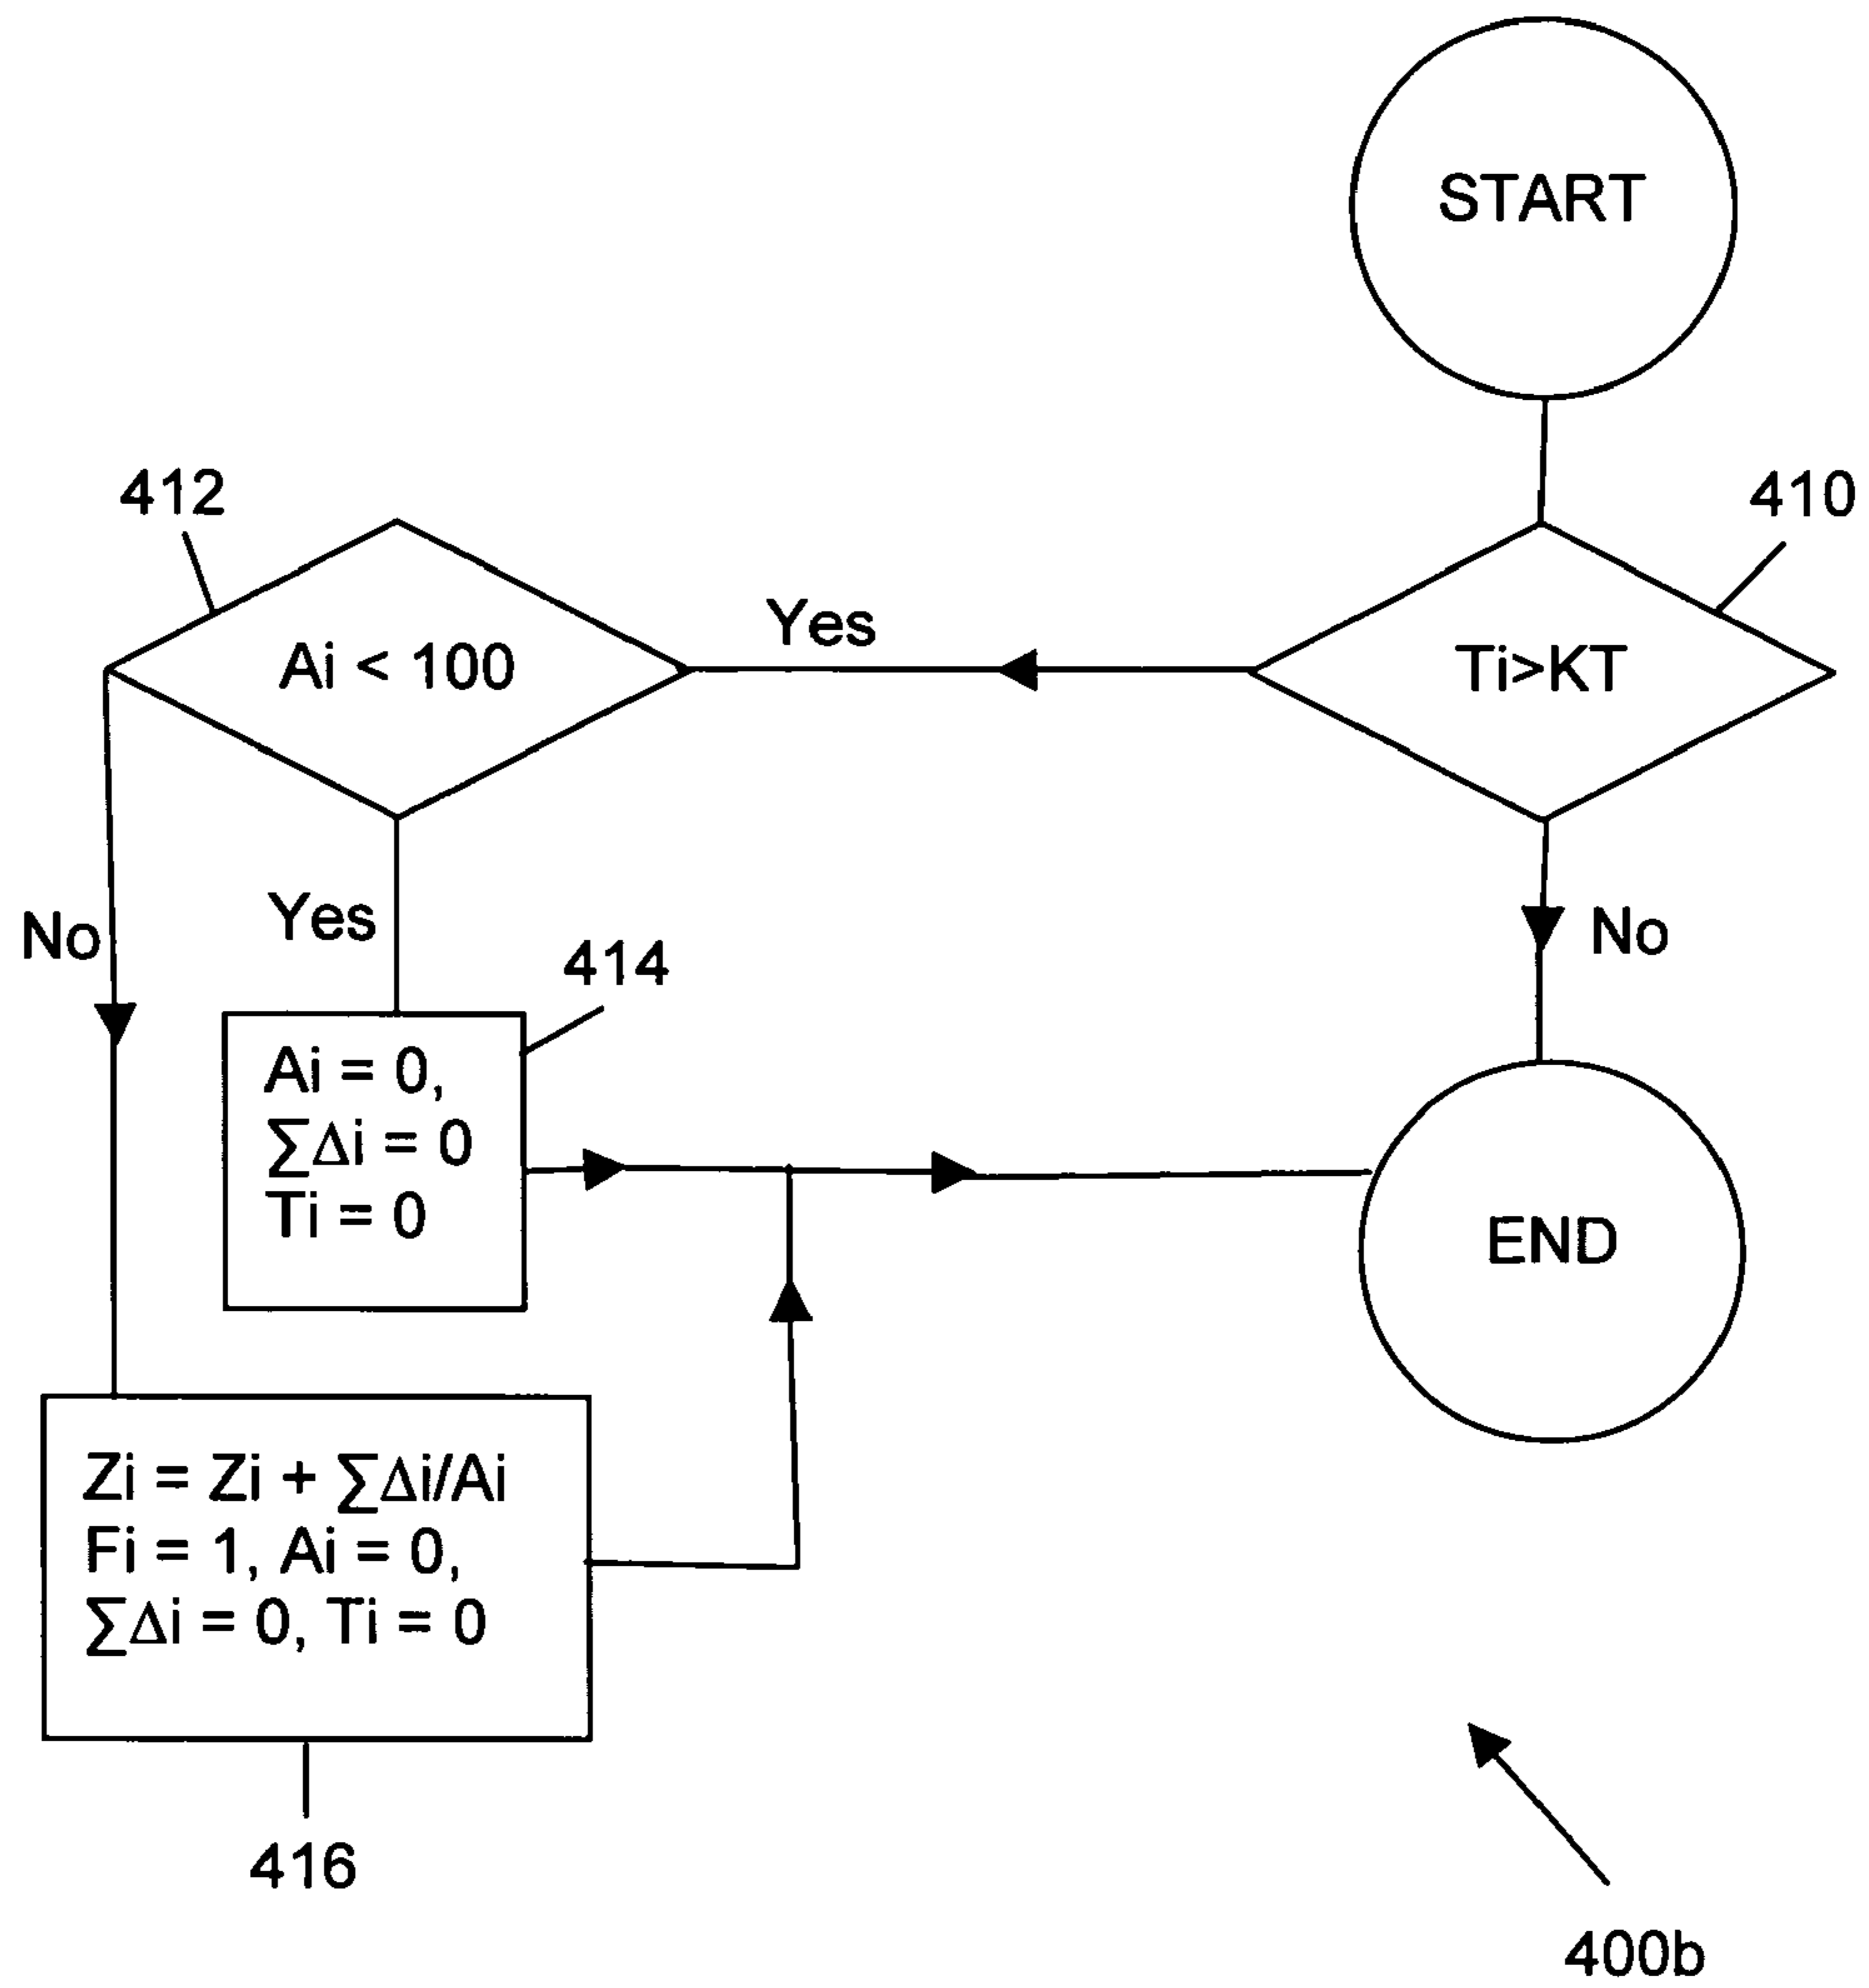 START
412
410
Ai < 100
Yes
Ti>KT
No
Yes
414
No
Ai = 0,
∑Δi = 0
Ti = 0
END
Zi = Zi + ∑Δi/Ai
Fi = 1, Ai = 0,
∑Δi = 0, Ti = 0
416
400b